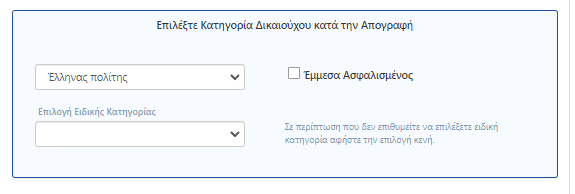 Επιλέξτε Κατηγορία Δικαιούχου κατά την Απογραφή
Έλληνας πολίτης
Έμμεσα Ασφαλισμένος
Επιλογή Ειδικής Κατηγορίας
Σε περίπτωση που δεν επιθυμείτε να επιλέξετε ειδική
κατηγορία αφήστε την επιλογή κενή.